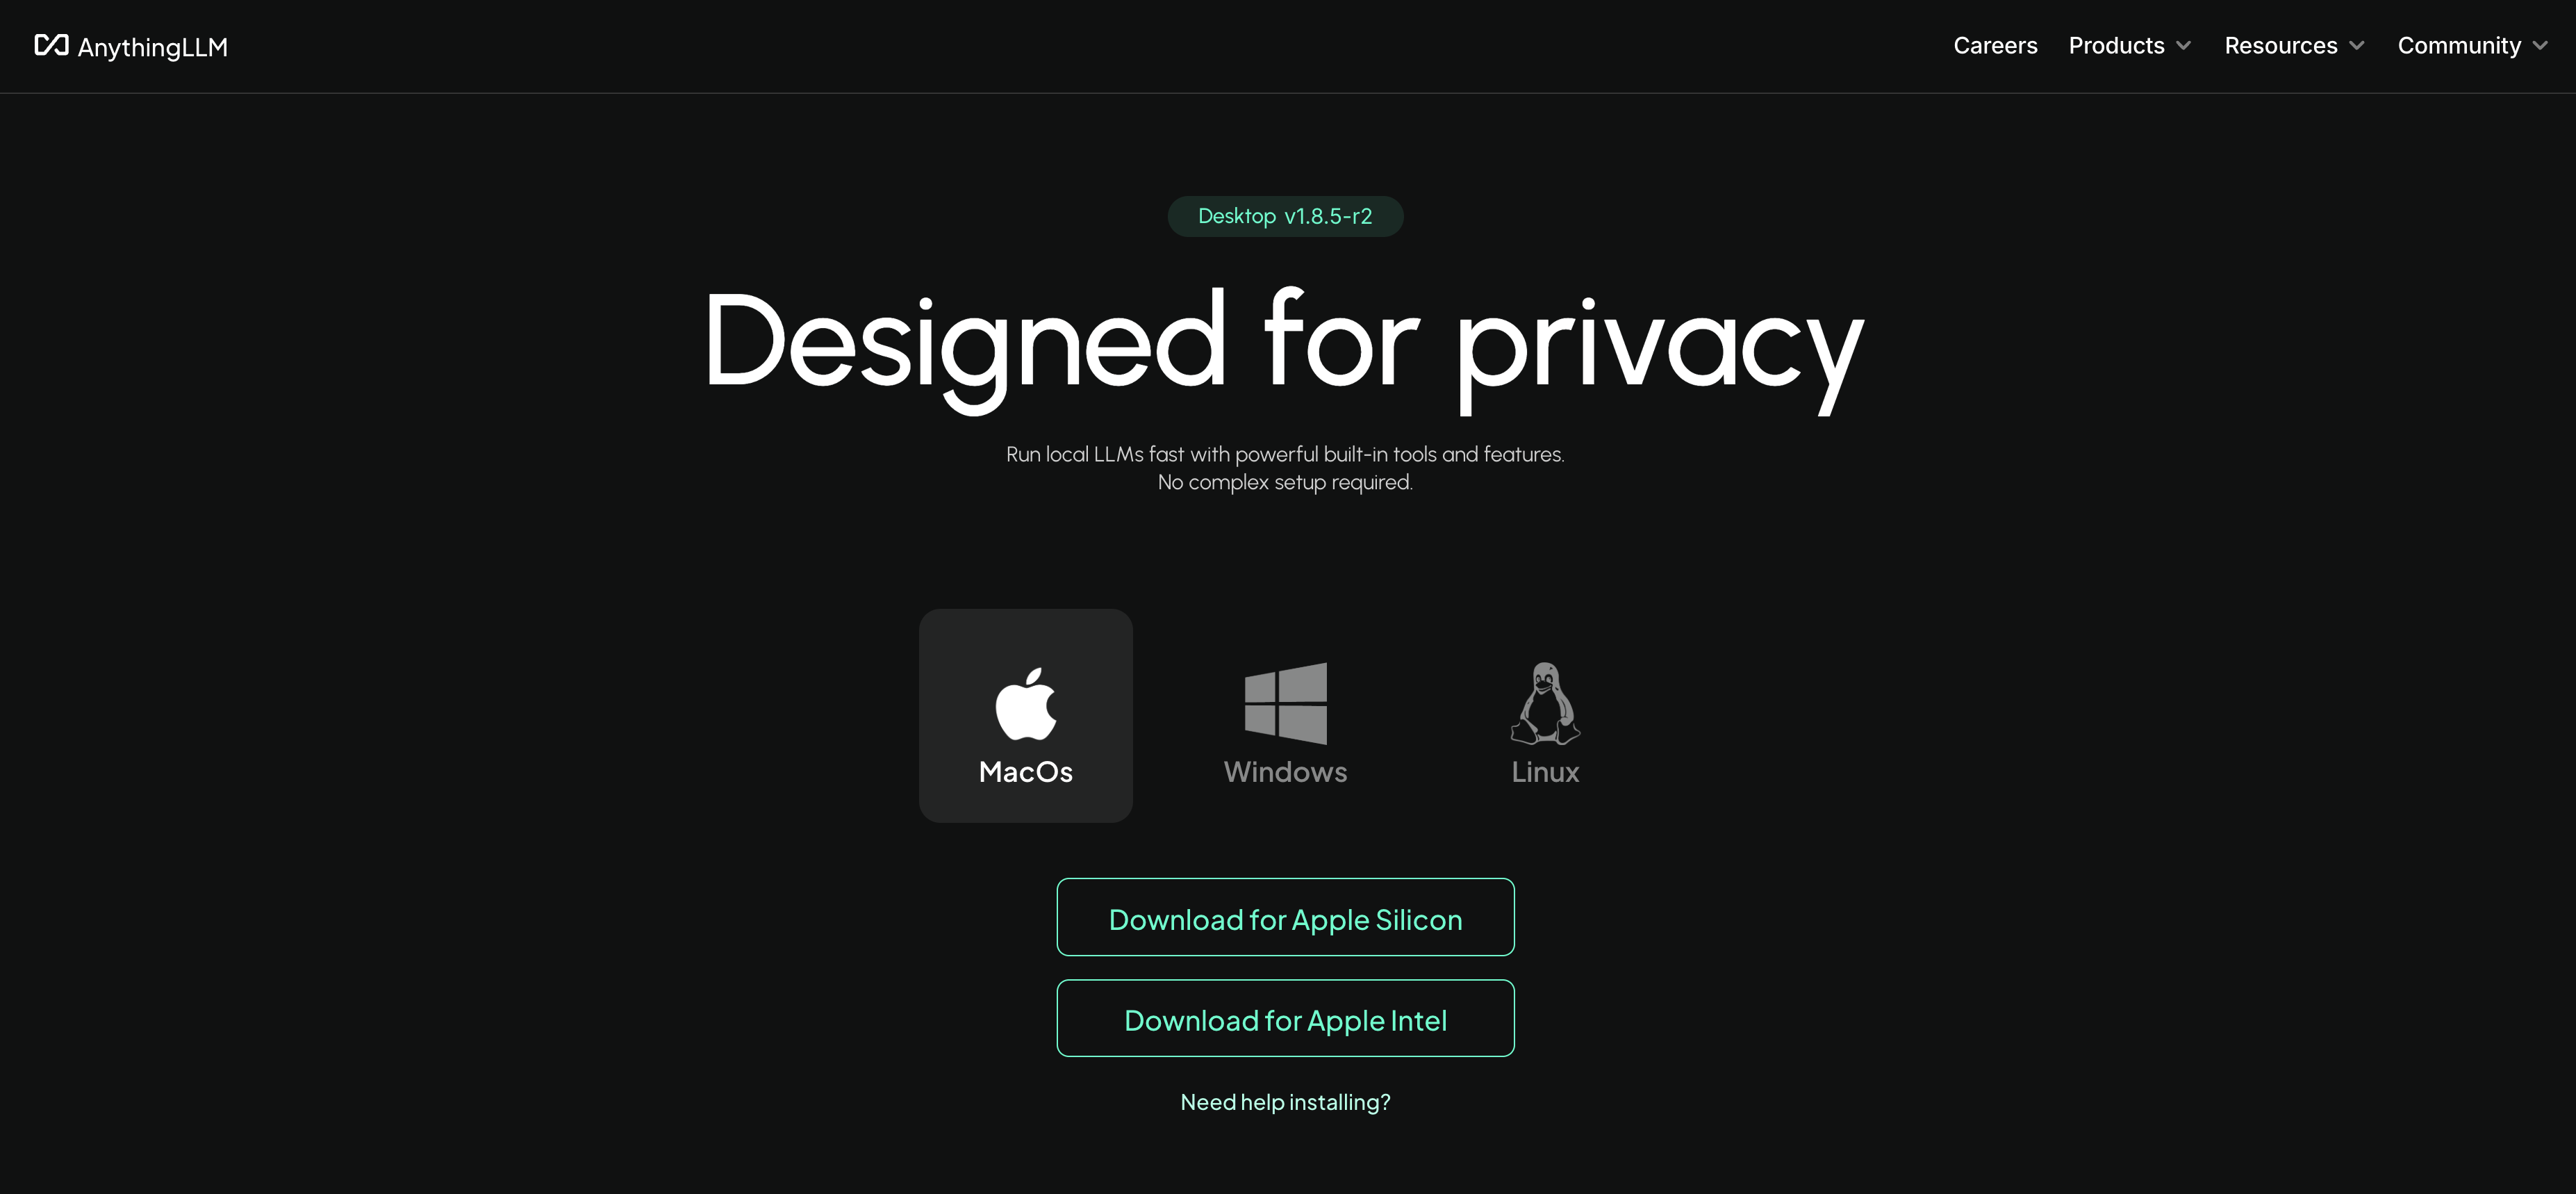 AnythingLLM
Careers Products Resources Community
Desktop v1.8.5-r2
Designed for privacy
Run local LLMs fast with powerful built-in tools and features.
No complex setup required.
MacOs Windows Linux
Download for Apple Silicon
Download for Apple Intel
Need help installing?